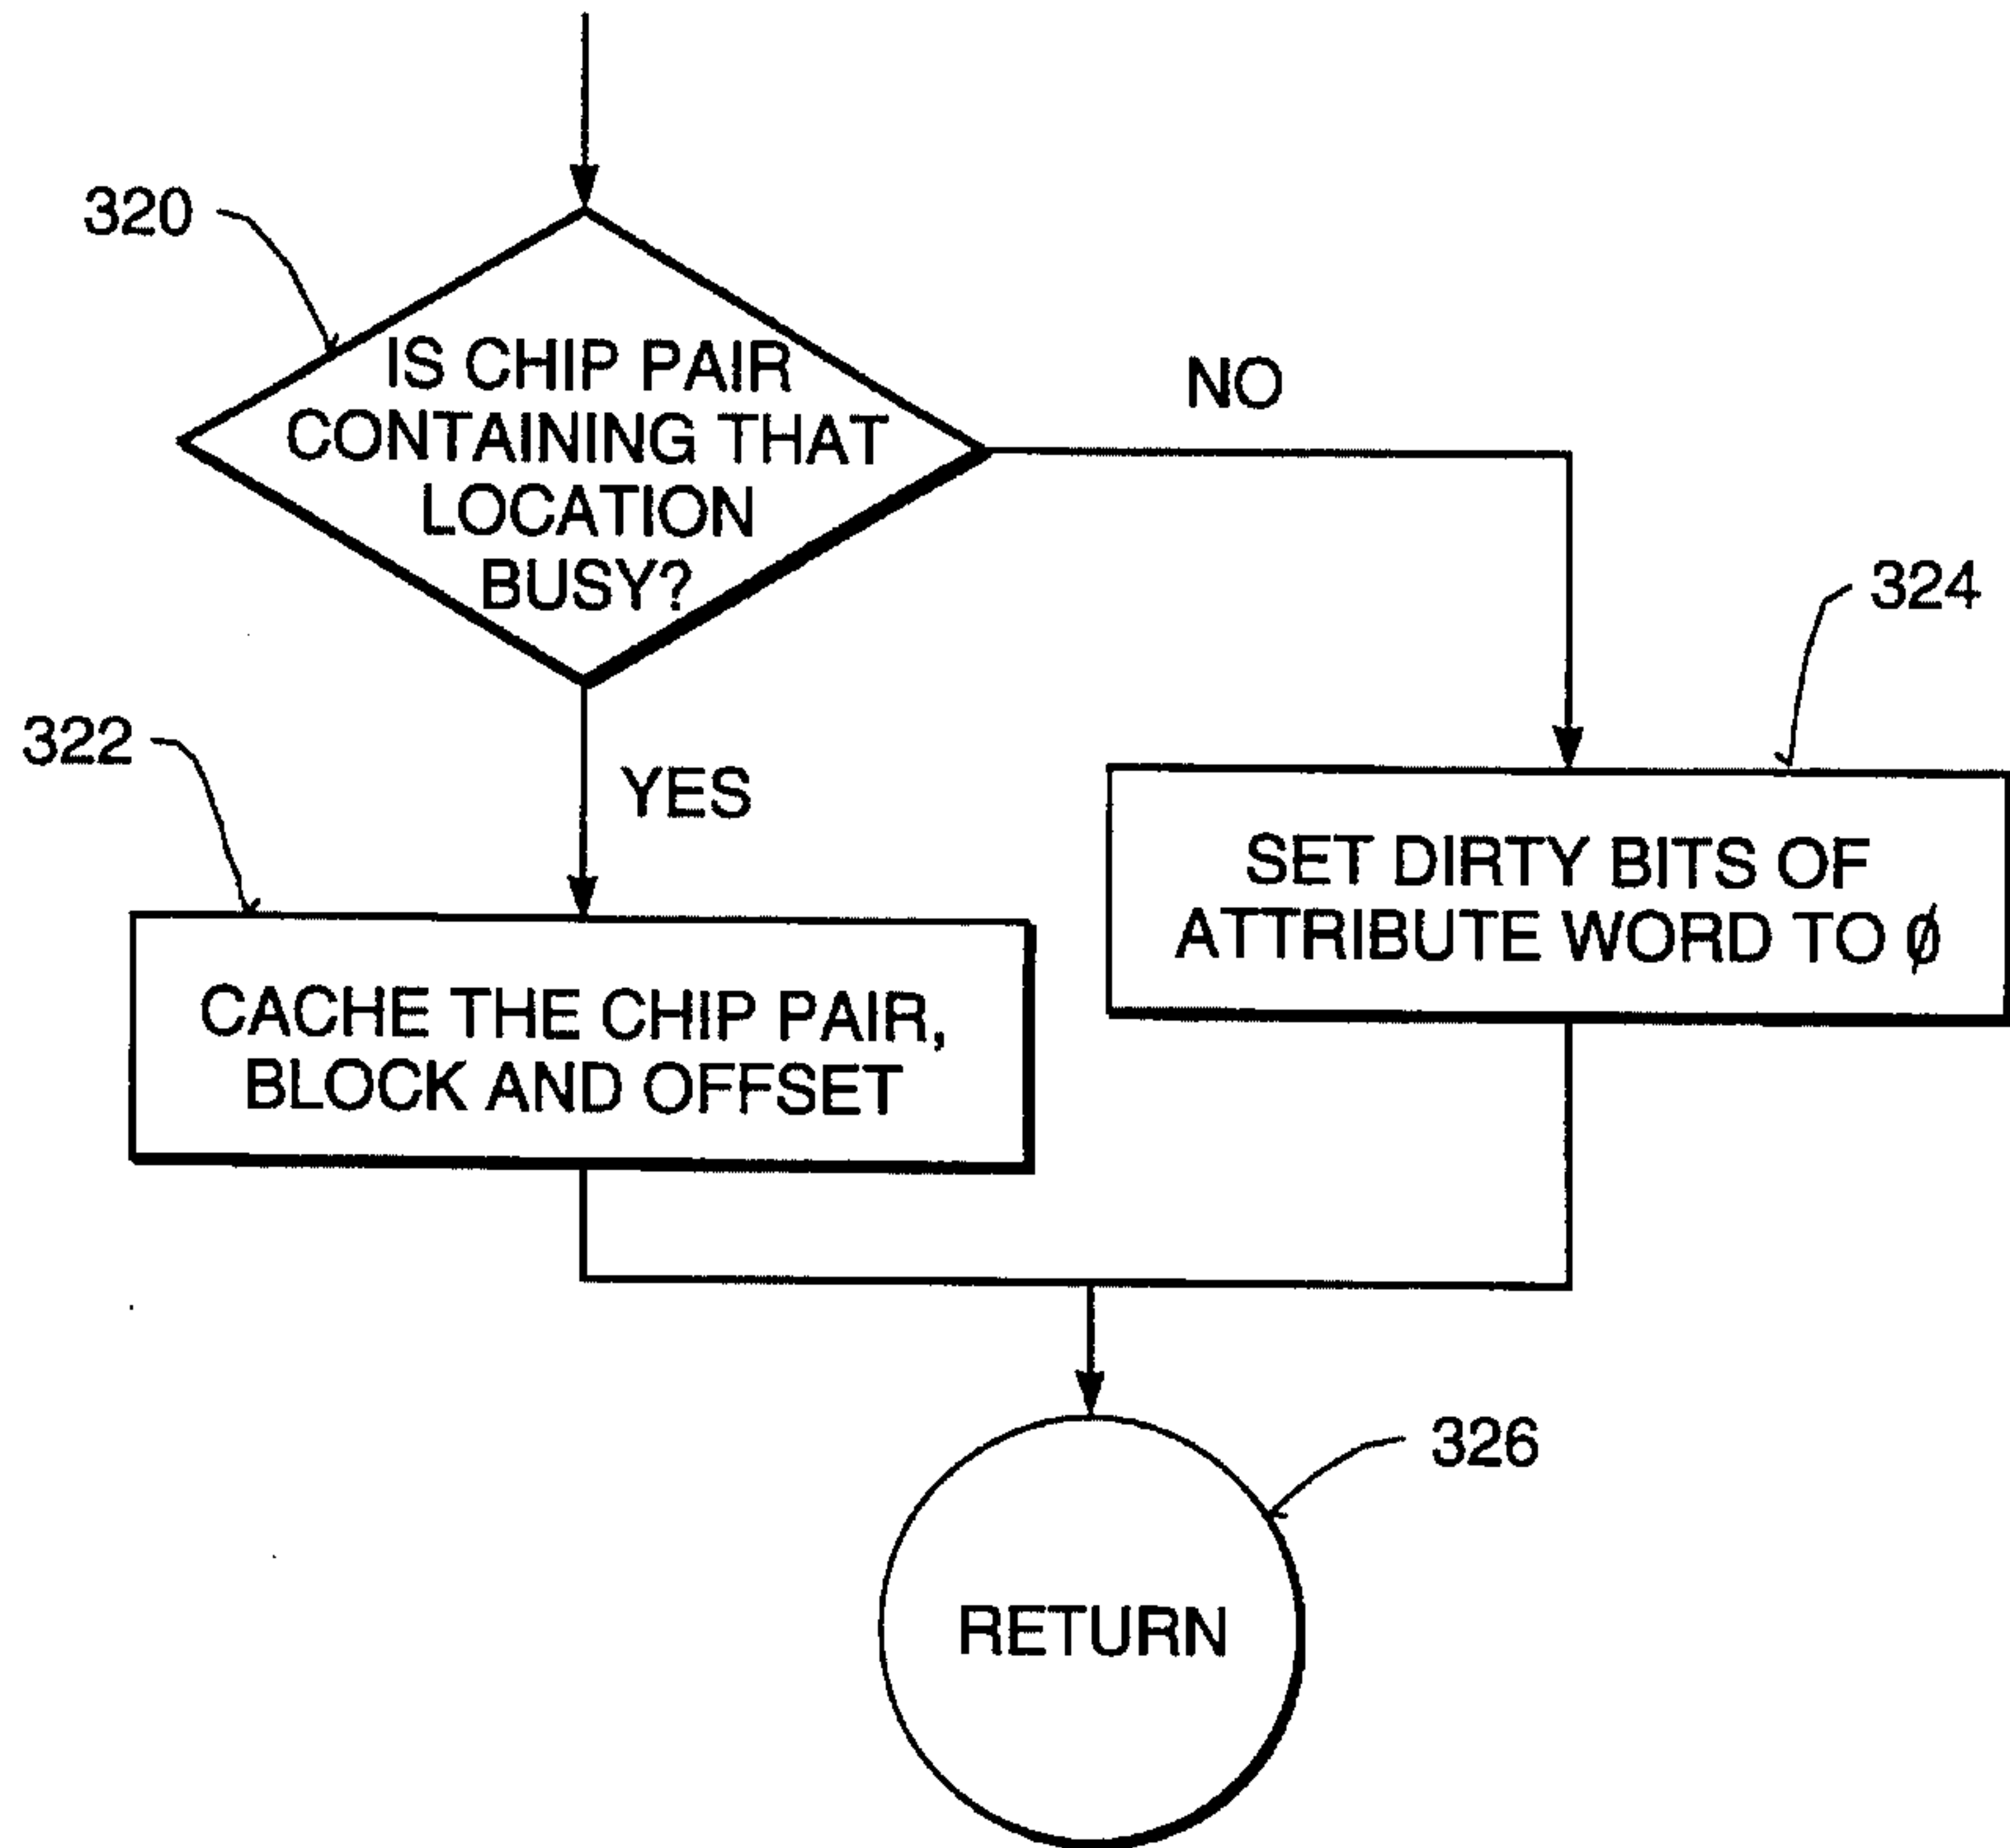 320
IS CHIP PAIR
CONTAINING THAT
LOCATION
BUSY?
NO
324
322
YES
SET DIRTY BITS OF
ATTRIBUTE WORD TO Ø
CACHE THE CHIP PAIR,
BLOCK AND OFFSET
326
RETURN